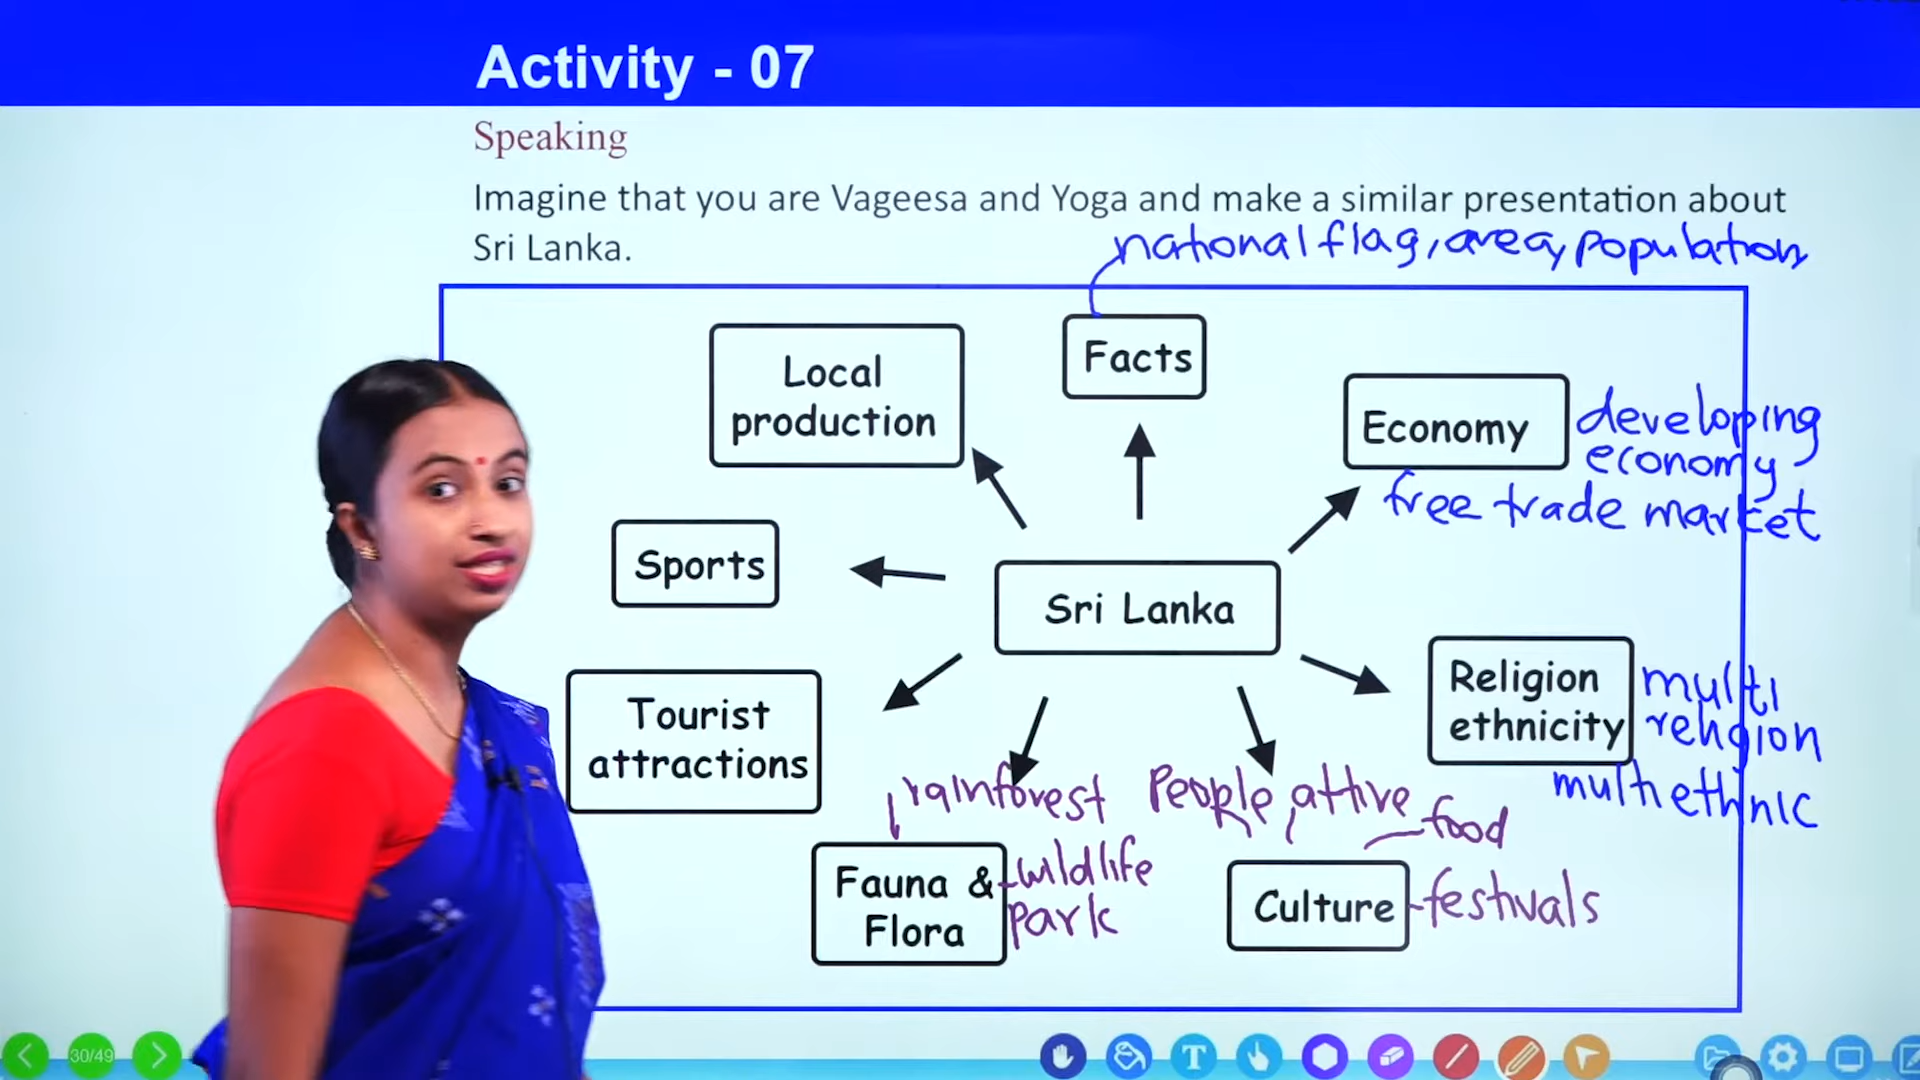 Activity - 07
Speaking
Imagine that you are Vageesa and Yoga and make a similar presentation about
Sri Lanka.
national flag, area, population
Local
production
Facts
Economy
developing
economy
free trade market
Sports
Sri Lanka
Religion
ethnicity
multi
religion
multi ethnic
Tourist
attractions
rainforest
People, attire
food
Fauna &
Flora
wildlife
park
Culture
festivals
30/49
T